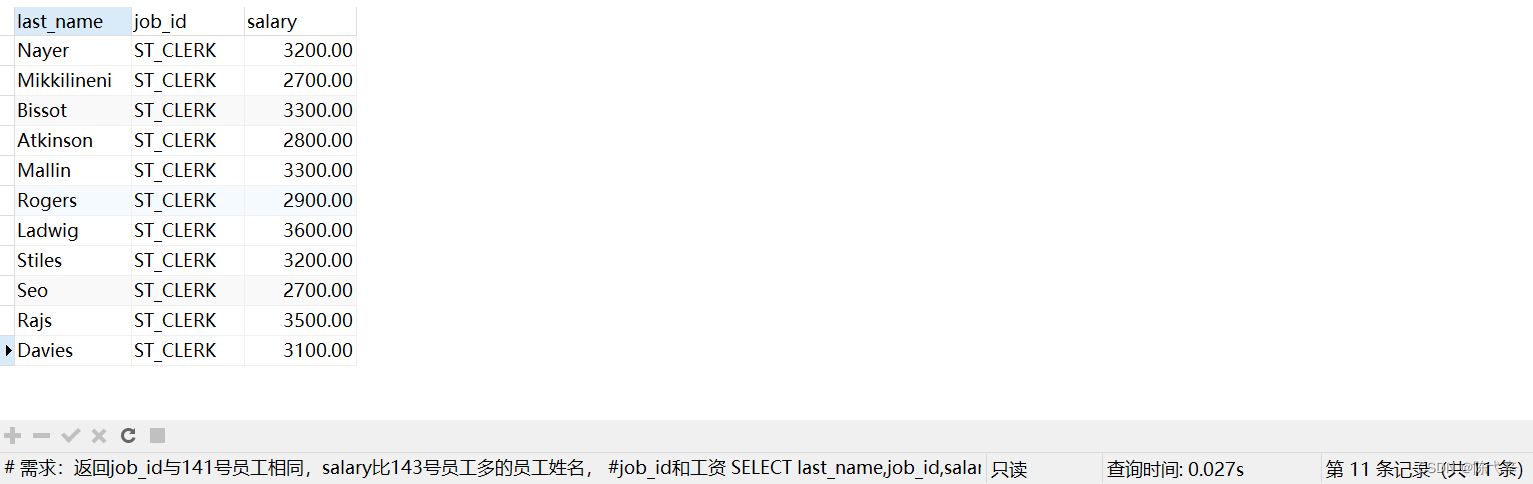 last_name job_id salary
Nayer ST_CLERK 3200.00
Mikkilineni ST_CLERK 2700.00
Bissot ST_CLERK 3300.00
Atkinson ST_CLERK 2800.00
Mallin ST_CLERK 3300.00
Rogers ST_CLERK 2900.00
Ladwig ST_CLERK 3600.00
Stiles ST_CLERK 3200.00
Seo ST_CLERK 2700.00
Rajs ST_CLERK 3500.00
Davies ST_CLERK 3100.00
# 需求：返回job_id与141号员工相同，salary比143号员工多的员工姓名， #job_id和工资 SELECT last_name,job_id,salar 只读 查询时间: 0.027s 第 11 条记录 (共 11 条)